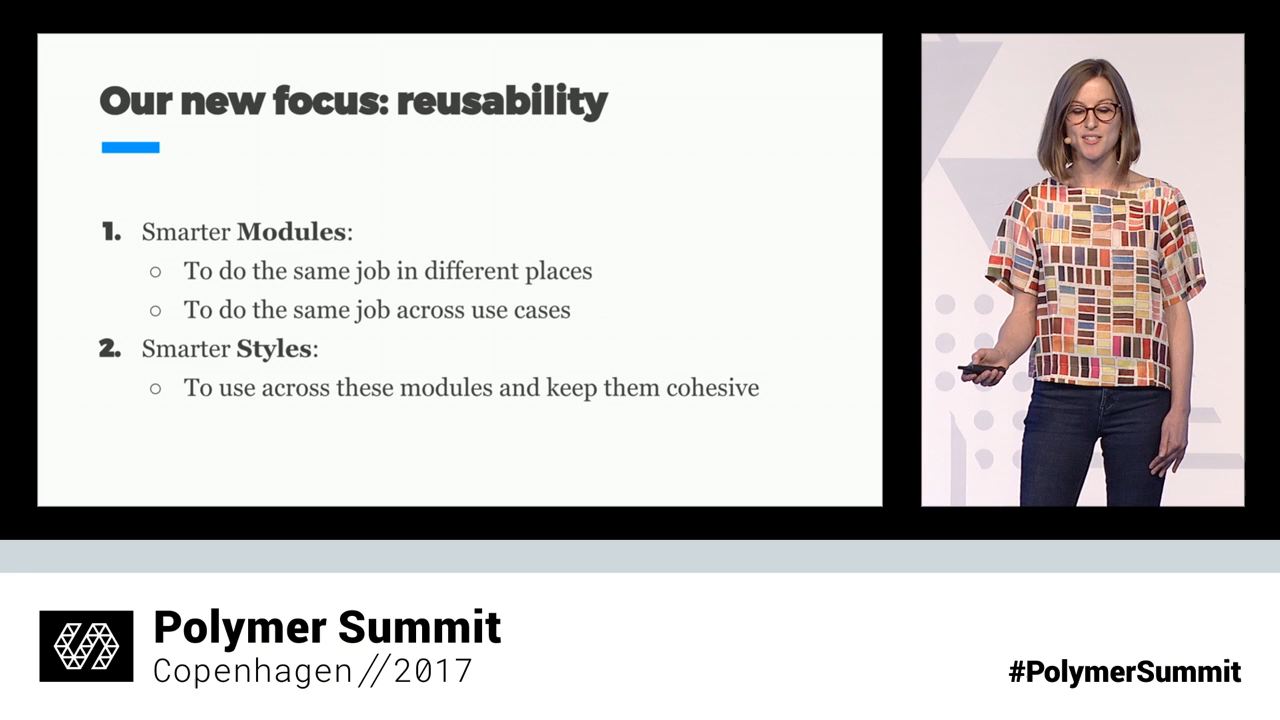 Our new focus: reusability
1. Smarter Modules:
○ To do the same job in different places
○ To do the same job across use cases
2. Smarter Styles:
○ To use across these modules and keep them cohesive
Polymer Summit
Copenhagen//2017
#PolymerSummit